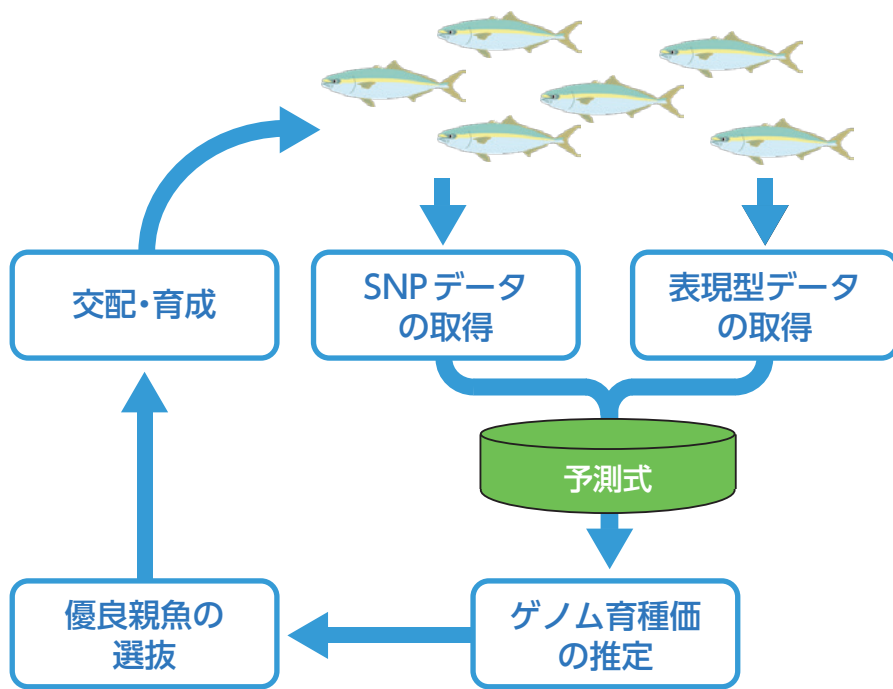 交配・育成
SNPデータ
の取得
表現型データ
の取得
予測式
優良親魚の
選抜
ゲノム育種価
の推定